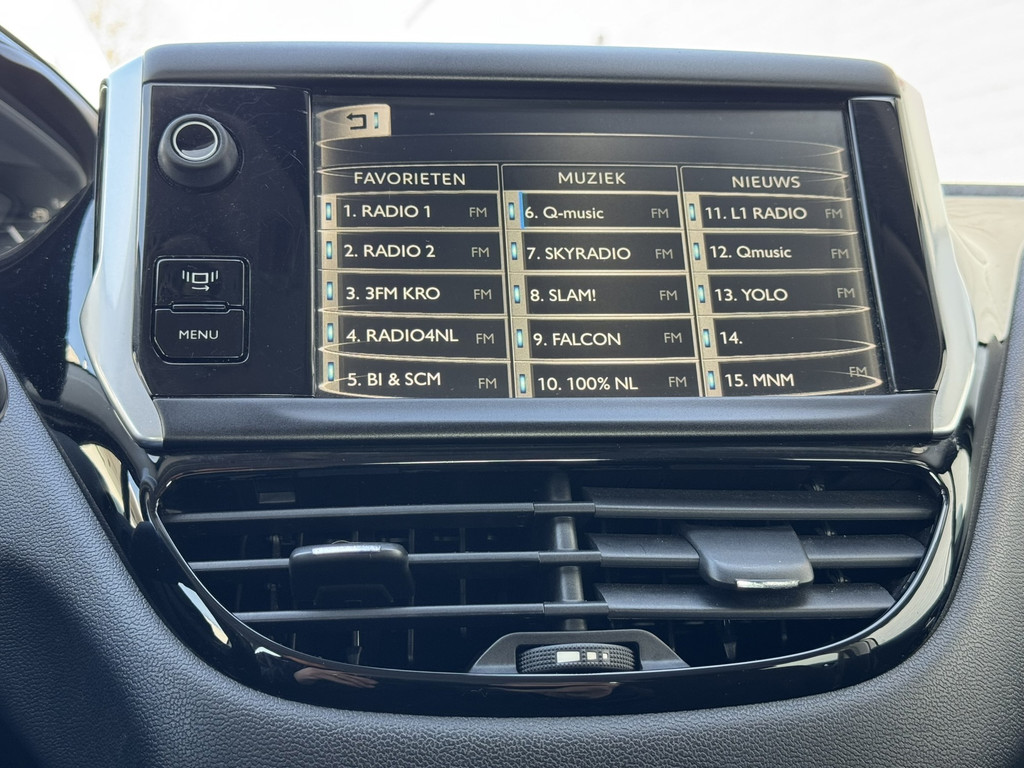 FAVORIETEN MUZIEK NIEUWS
1. RADIO 1 FM 6. Q-music FM 11. L1 RADIO FM
2. RADIO 2 FM 7. SKYRADIO FM 12. Qmusic FM
3. 3FM KRO FM 8. SLAM! FM 13. YOLO FM
4. RADIO4NL FM 9. FALCON FM 14.
5. BI & SCM FM 10. 100% NL FM 15. MNM FM
MENU